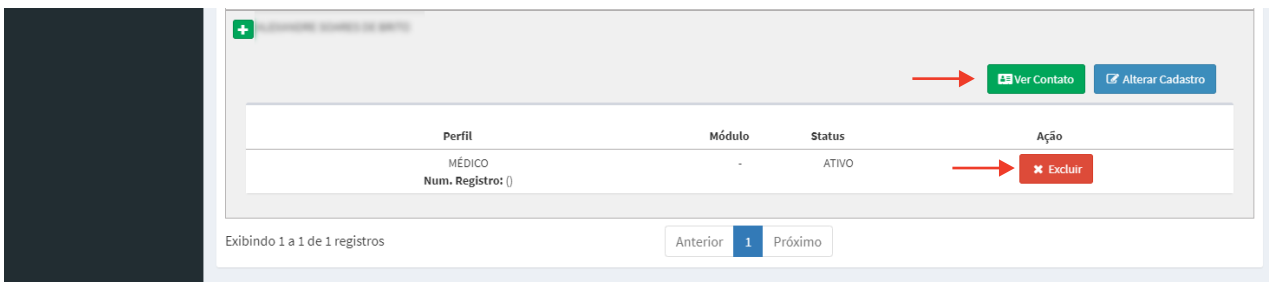 Ver Contato
Alterar Cadastro
Perfil Módulo Status Ação
MÉDICO - ATIVO
Excluir
Num. Registro: ()
Exibindo 1 a 1 de 1 registros
Anterior 1 Próximo